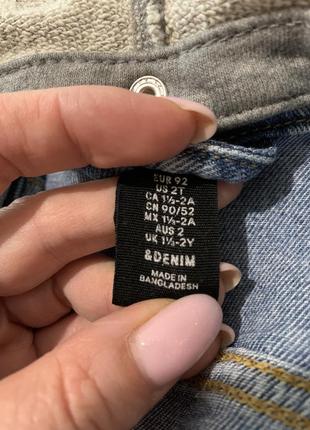 EUR 92
US 2T
CA 1½-2A
CN 90/52
MX 1½-2A
AUS 2
UK 1½-2Y
&DENIM
MADE IN
BANGLADESH